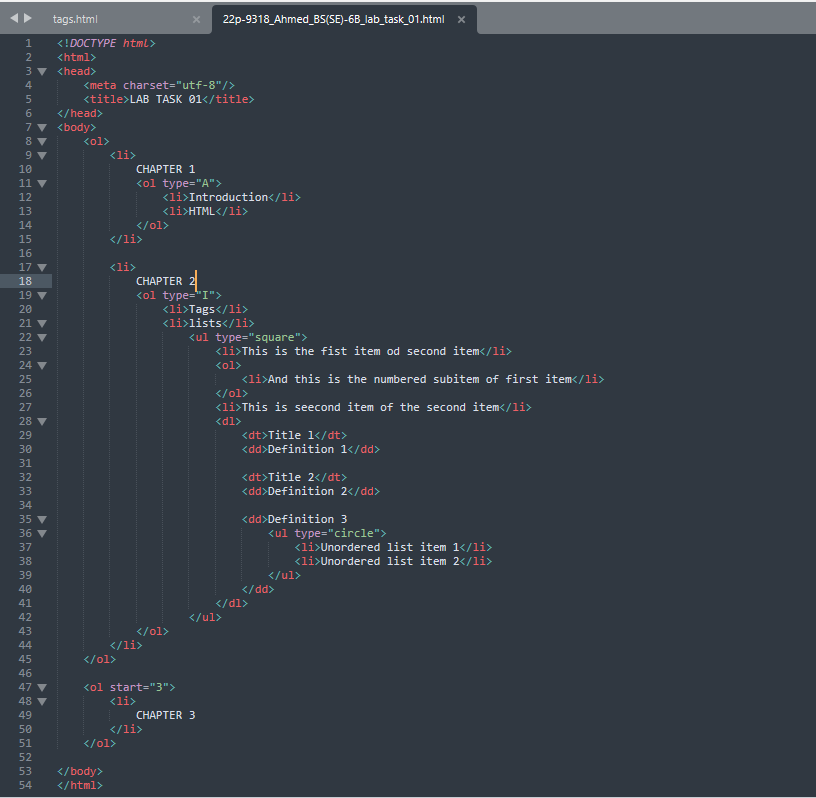 tags.html × 22p-9318_Ahmed_BS(SE)-6B_lab_task_01.html ×
1 <!DOCTYPE html>
2 <html>
3 <head>
4 <meta charset="utf-8"/>
5 <title>LAB TASK 01</title>
6 </head>
7 <body>
8 <ol>
9 <li>
10 CHAPTER 1
11 <ol type="A">
12 <li>Introduction</li>
13 <li>HTML</li>
14 </ol>
15 </li>
16
17 <li>
18 CHAPTER 2
19 <ol type="I">
20 <li>Tags</li>
21 <li>lists</li>
22 <ul type="square">
23 <li>This is the fist item od second item</li>
24 <ol>
25 <li>And this is the numbered subitem of first item</li>
26 </ol>
27 <li>This is seecond item of the second item</li>
28 <dl>
29 <dt>Title 1</dt>
30 <dd>Definition 1</dd>
31
32 <dt>Title 2</dt>
33 <dd>Definition 2</dd>
34
35 <dd>Definition 3
36 <ul type="circle">
37 <li>Unordered list item 1</li>
38 <li>Unordered list item 2</li>
39 </ul>
40 </dd>
41 </dl>
42 </ul>
43 </ol>
44 </li>
45 </ol>
46
47 <ol start="3">
48 <li>
49 CHAPTER 3
50 </li>
51 </ol>
52
53 </body>
54 </html>